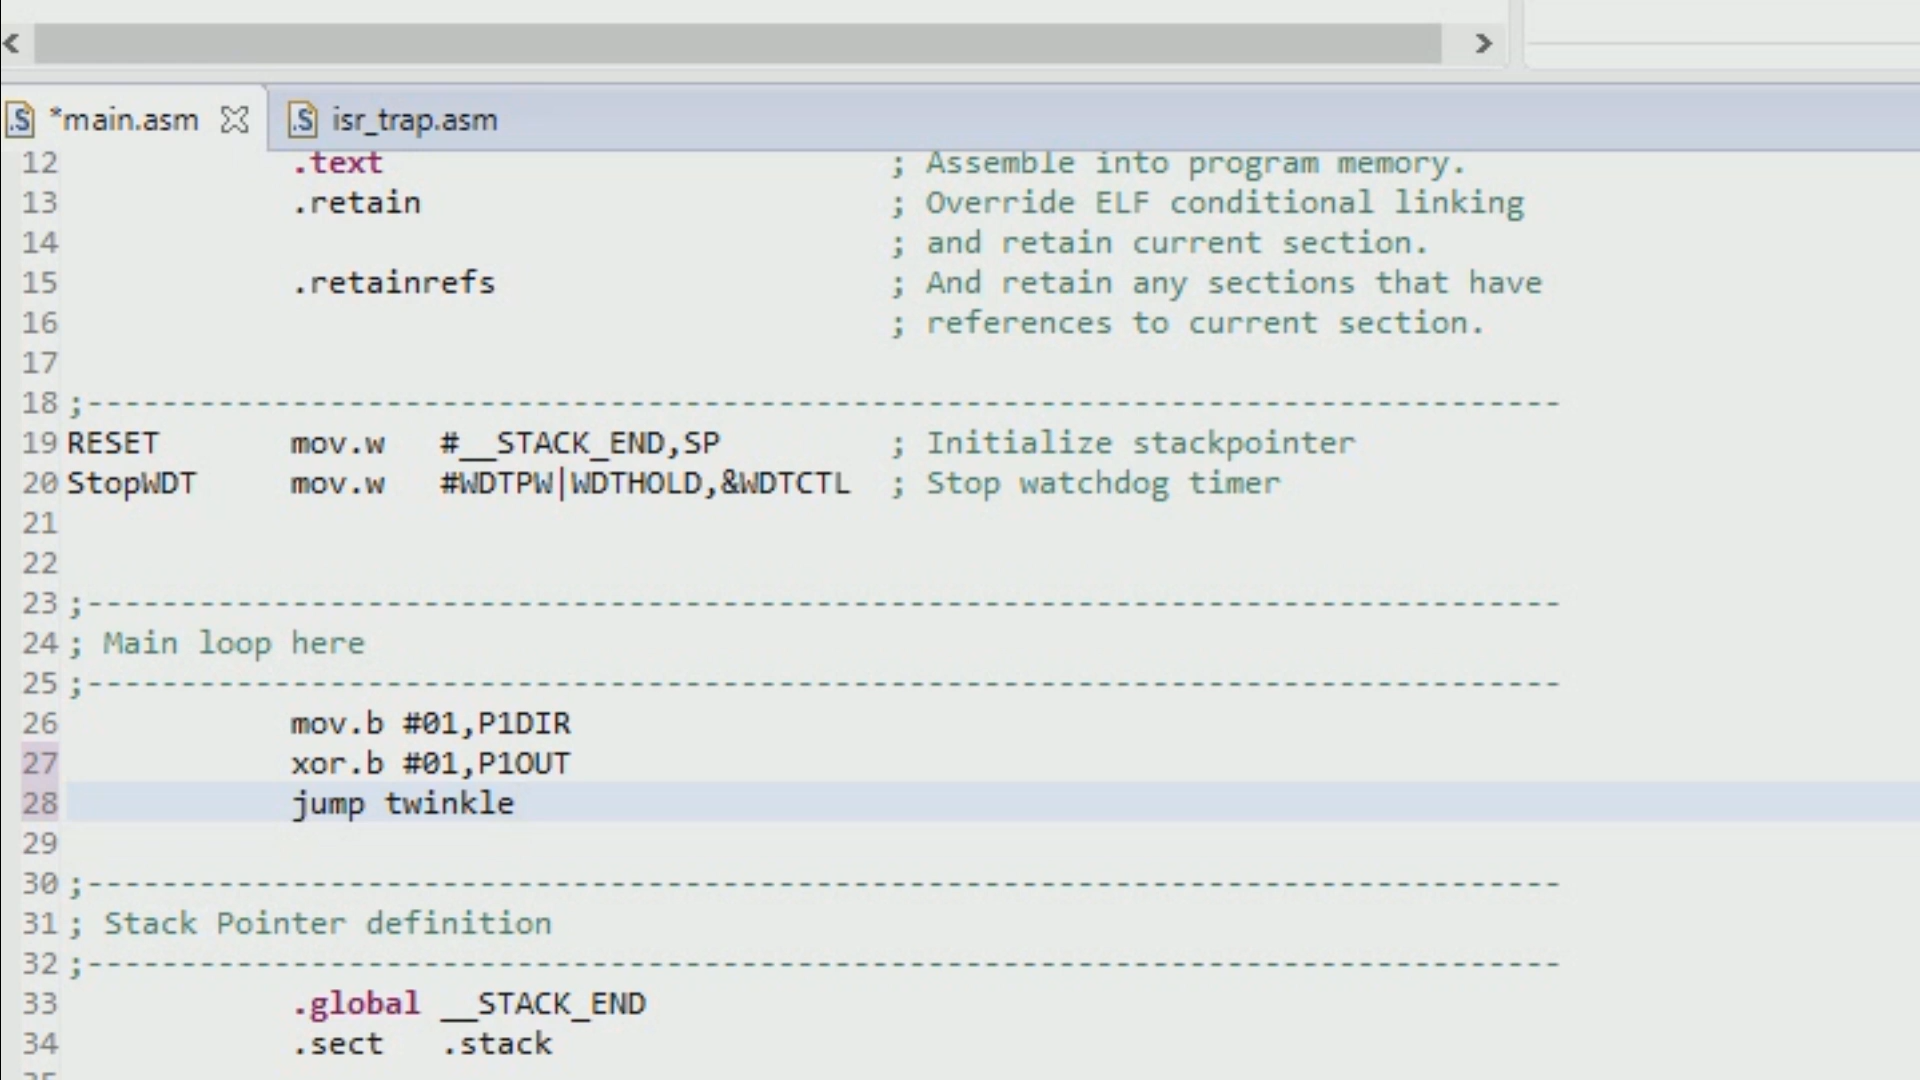 *main.asm isr_trap.asm
12 .text ; Assemble into program memory.
13 .retain ; Override ELF conditional linking
14 ; and retain current section.
15 .retainrefs ; And retain any sections that have
16 ; references to current section.
17
18 ;-------------------------------------------------------------------------------
19 RESET mov.w #__STACK_END,SP ; Initialize stackpointer
20 StopWDT mov.w #WDTPW|WDTHOLD,&WDTCTL ; Stop watchdog timer
21
22
23 ;-------------------------------------------------------------------------------
24 ; Main loop here
25 ;-------------------------------------------------------------------------------
26 mov.b #01,P1DIR
27 xor.b #01,P1OUT
28 jump twinkle
29
30 ;-------------------------------------------------------------------------------
31 ; Stack Pointer definition
32 ;-------------------------------------------------------------------------------
33 .global __STACK_END
34 .sect .stack